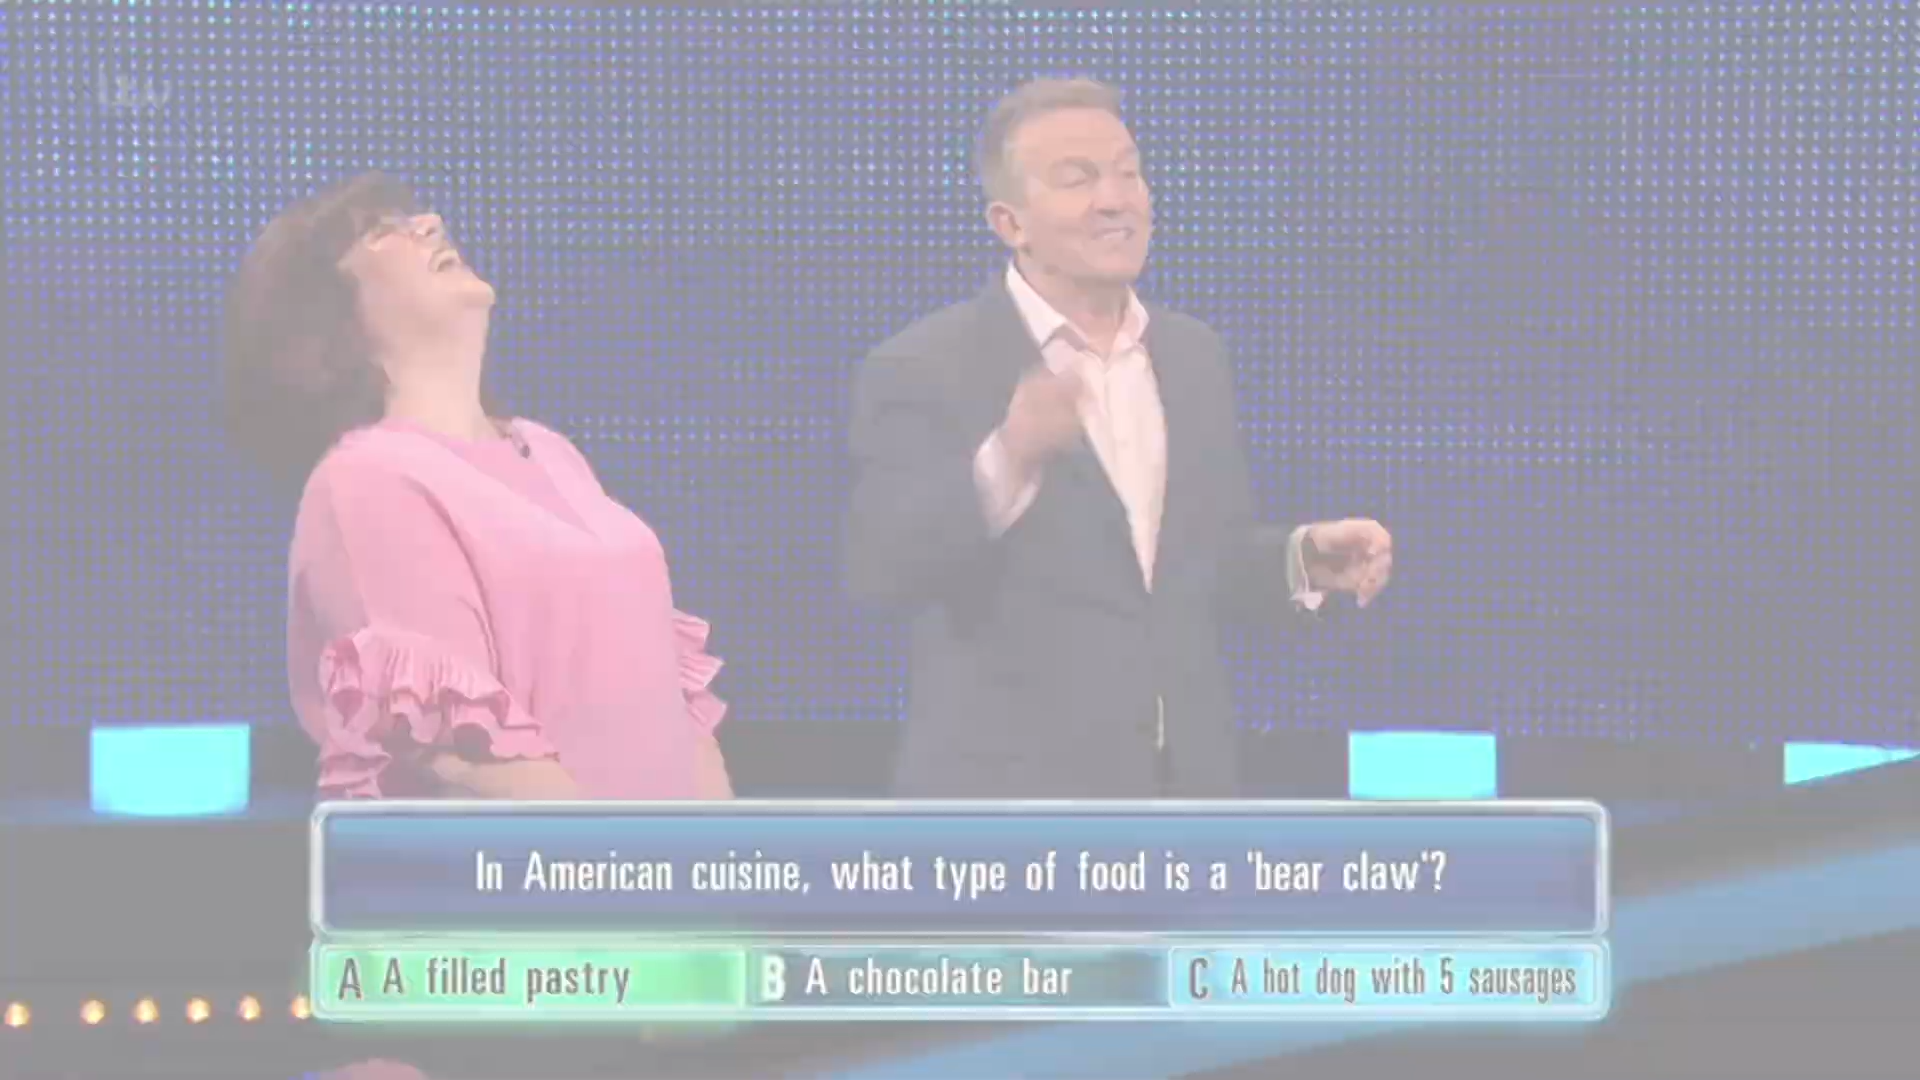 itv
In American cuisine, what type of food is a 'bear claw'?
A A filled pastry
B A chocolate bar
C A hot dog with 5 sausages